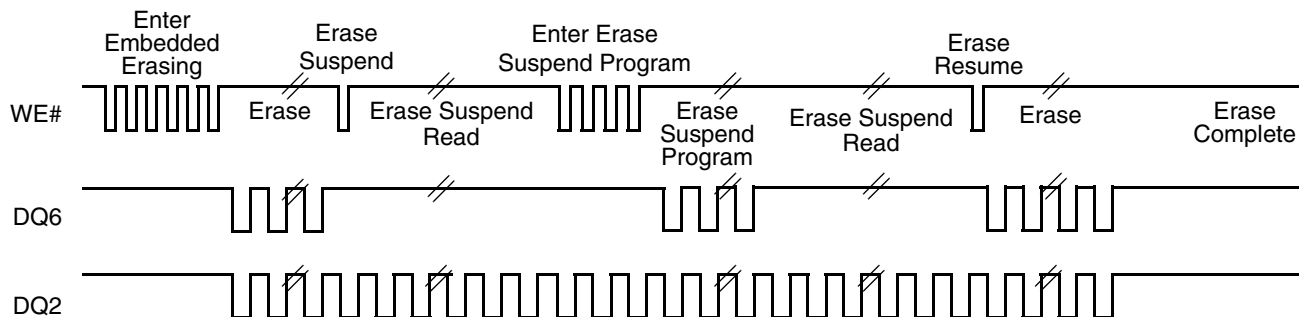 Enter
Embedded
Erasing
Erase
Suspend
Enter Erase
Suspend Program
Erase
Resume
WE#
Erase
Erase Suspend
Read
Erase
Suspend
Program
Erase Suspend
Read
Erase
Erase
Complete
DQ6
DQ2